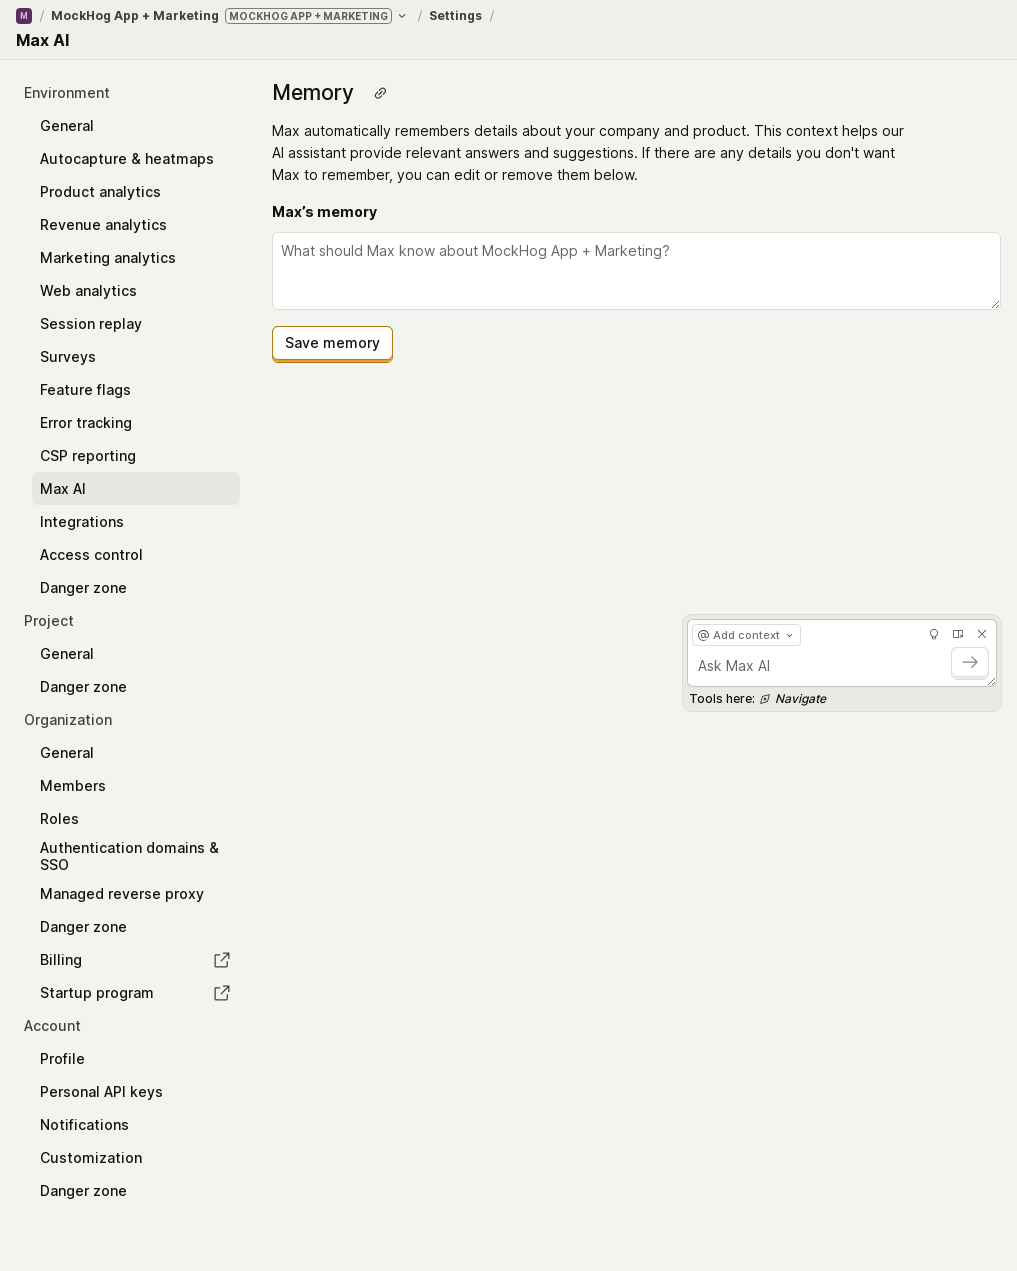 M / MockHog App + Marketing MOCKHOG APP + MARKETING / Settings /
Max AI
Environment
General
Autocapture & heatmaps
Product analytics
Revenue analytics
Marketing analytics
Web analytics
Session replay
Surveys
Feature flags
Error tracking
CSP reporting
Max AI
Integrations
Access control
Danger zone
Project
General
Danger zone
Organization
General
Members
Roles
Authentication domains &
SSO
Managed reverse proxy
Danger zone
Billing
Startup program
Account
Profile
Personal API keys
Notifications
Customization
Danger zone
Memory
Max automatically remembers details about your company and product. This context helps our
AI assistant provide relevant answers and suggestions. If there are any details you don't want
Max to remember, you can edit or remove them below.
Max’s memory
What should Max know about MockHog App + Marketing?
Save memory
@ Add context
Ask Max AI
Tools here: Navigate